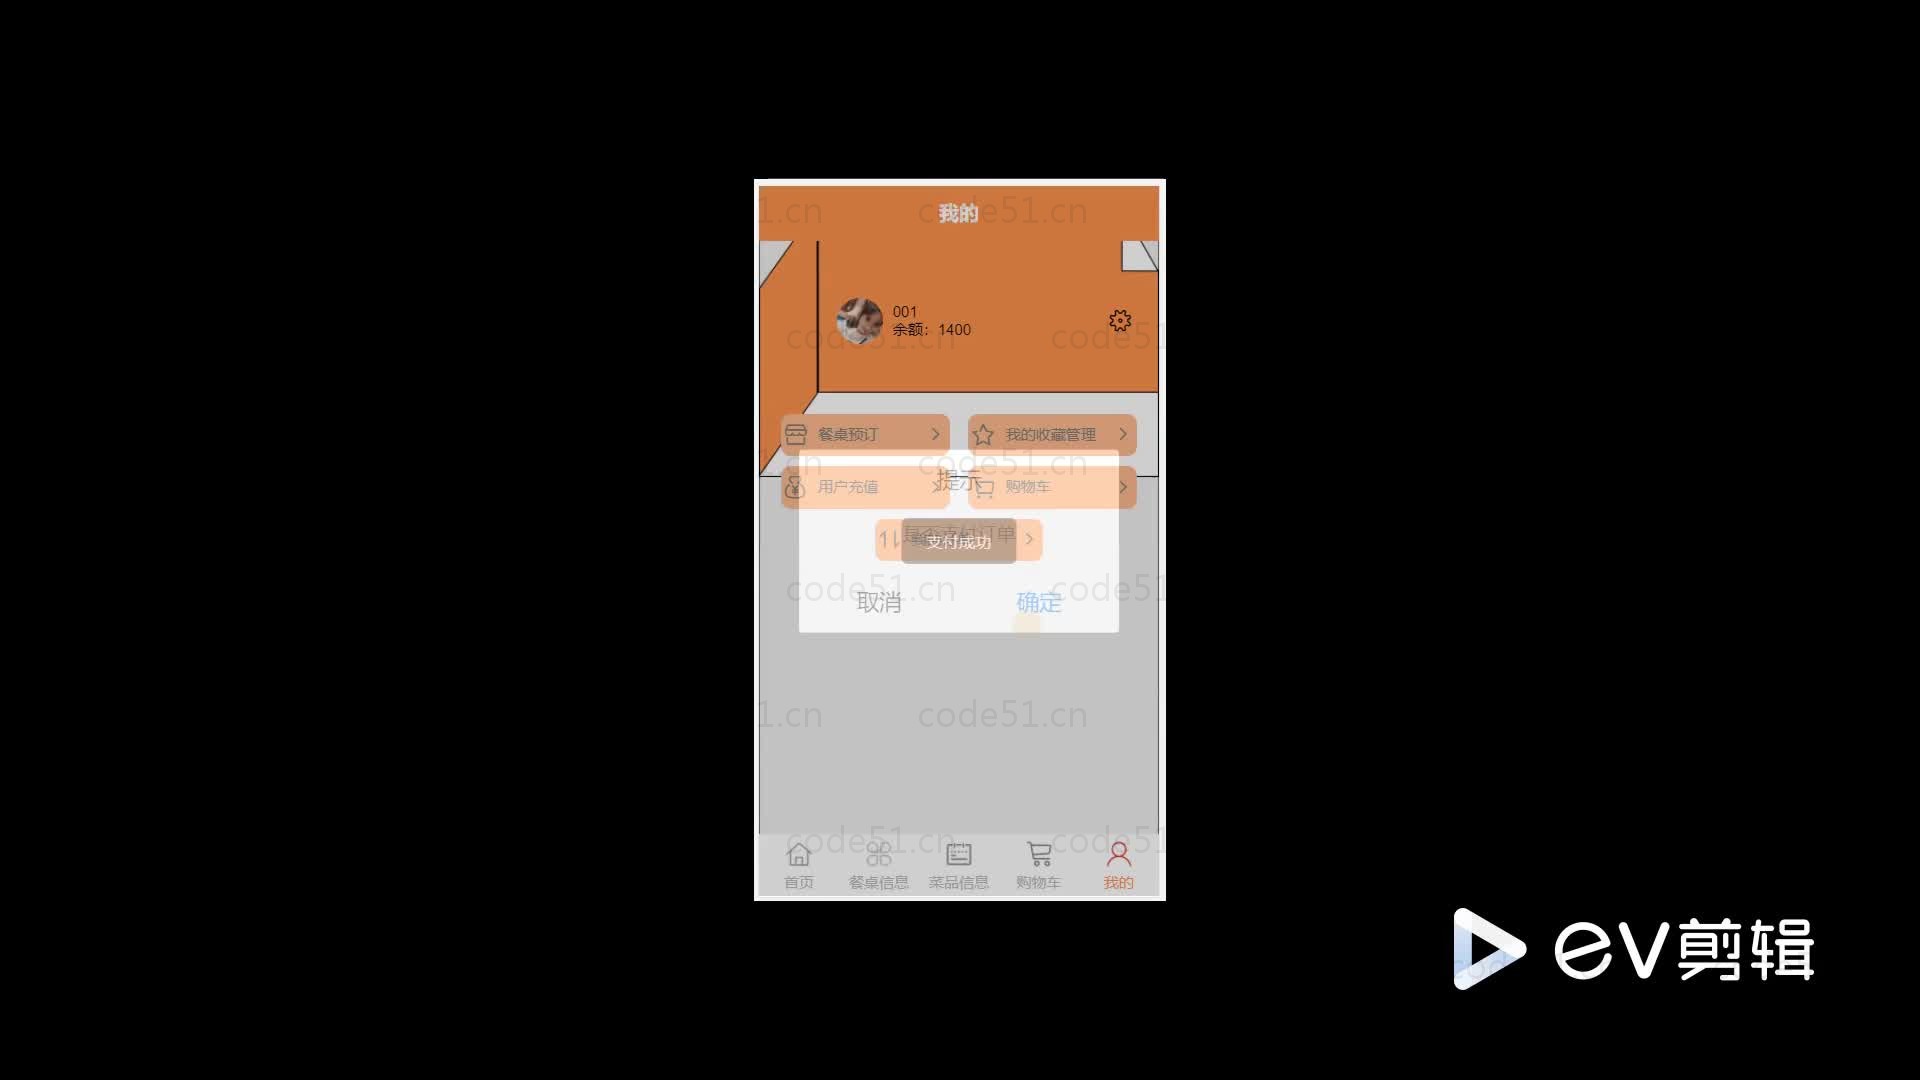 我的
001
余额：1400
餐桌预订
我的收藏管理
提示
用户充值
购物车
是否支付订单
支付成功
取消
确定
首页
餐桌信息
菜品信息
购物车
我的
code51.cn
ev剪辑